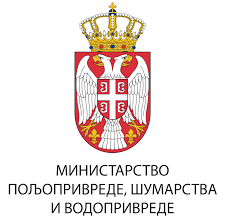 МИНИСТАРСТВО
ПОЉОПРИВРЕДЕ, ШУМАРСТВА
И ВОДОПРИВРЕДЕ